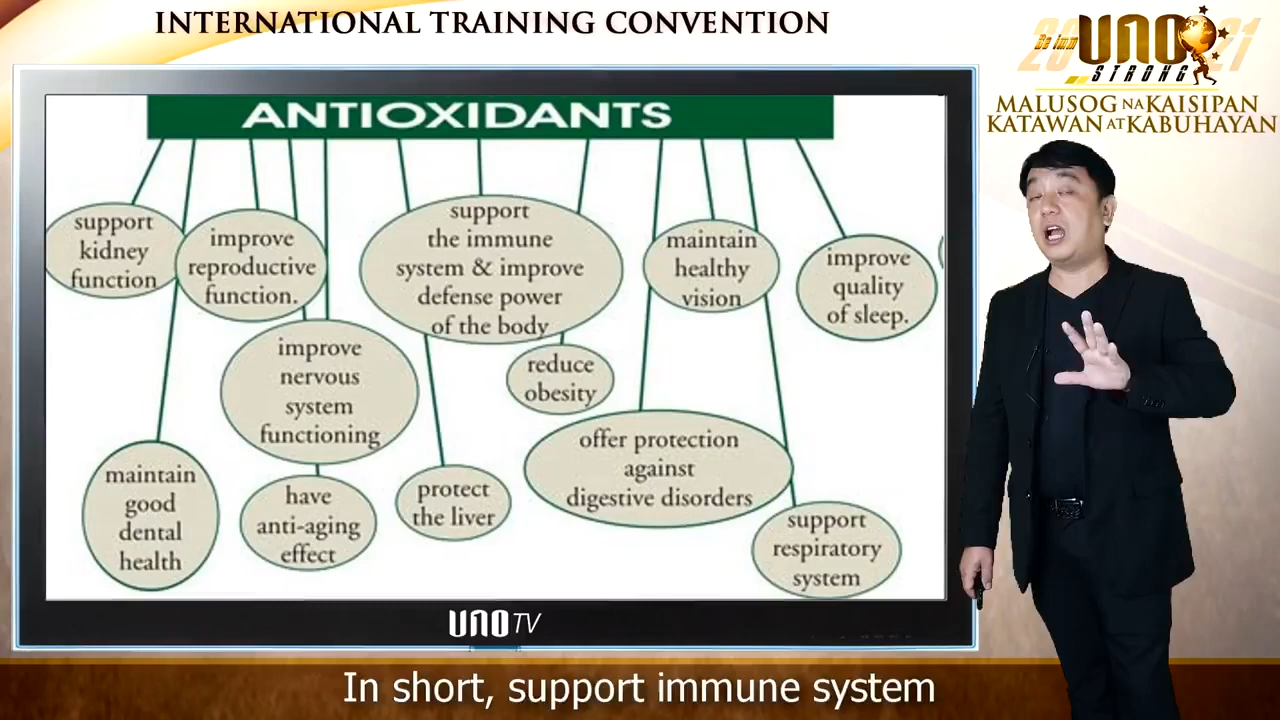 INTERNATIONAL TRAINING CONVENTION
2021
Be imm UNO
STRONG
MALUSOG NA KAISIPAN
KATAWAN AT KABUHAYAN
ANTIOXIDANTS
support
kidney
function
improve
reproductive
function.
support
the immune
system & improve
defense power
of the body
maintain
healthy
vision
improve
quality
of sleep.
improve
nervous
system
functioning
reduce
obesity
maintain
good
dental
health
have
anti-aging
effect
protect
the liver
offer protection
against
digestive disorders
support
respiratory
system
UNO TV
In short, support immune system